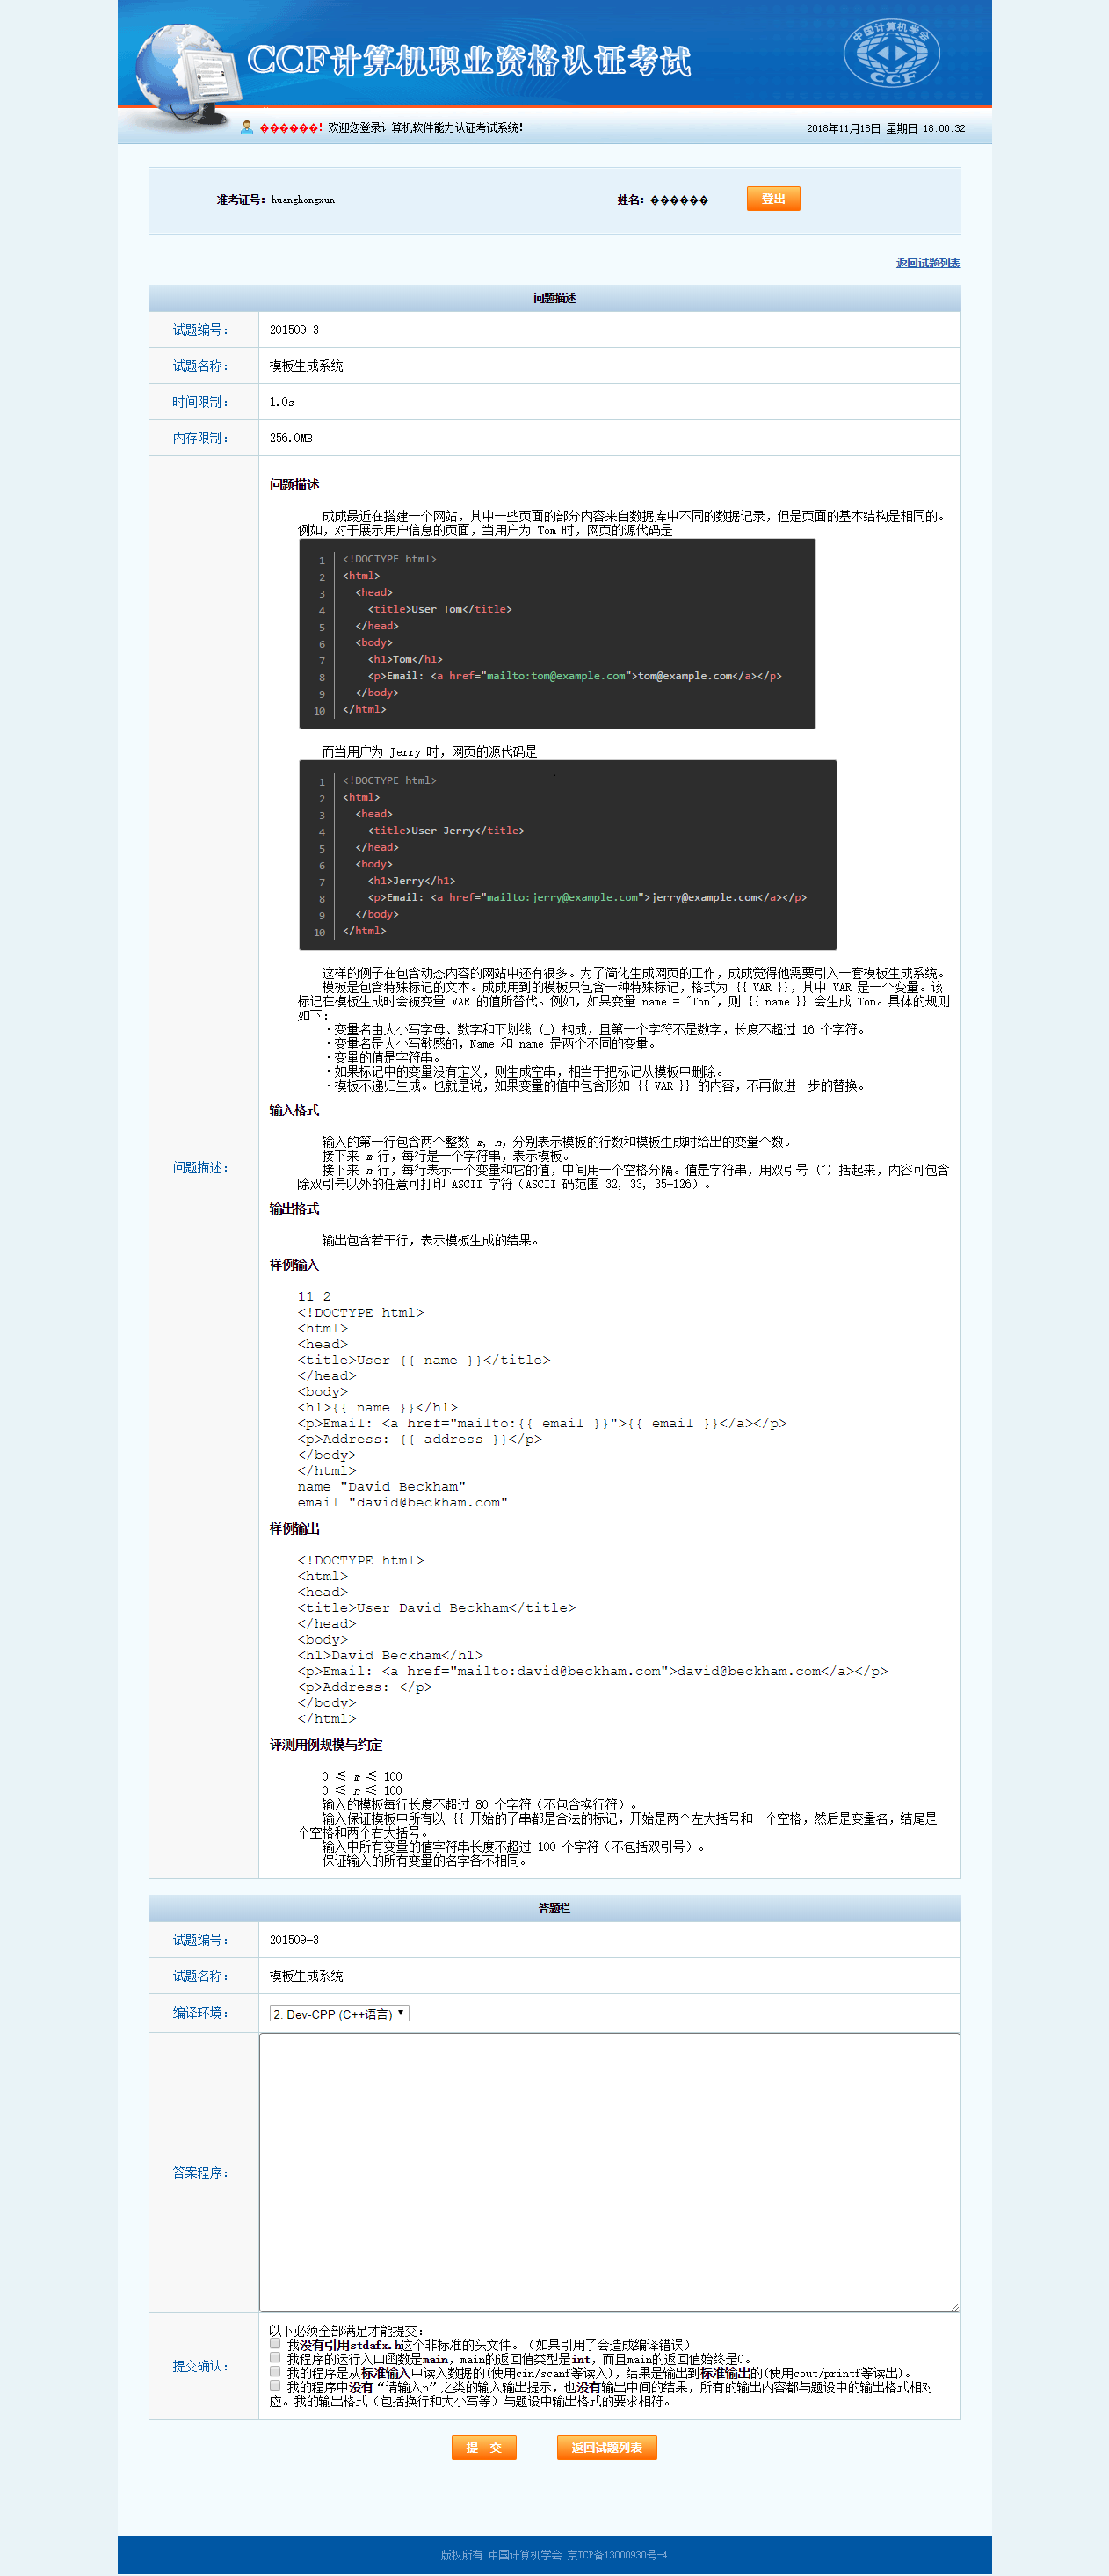 CCF计算机职业资格认证考试
中国计算机学会
CCF
������! 欢迎您登录计算机软件能力认证考试系统!
2018年11月18日 星期日 18:00:32
准考证号: huanghongxun
姓名: ������
登出
返回试题列表
问题描述
试题编号: 201509-3
试题名称: 模板生成系统
时间限制: 1.0s
内存限制: 256.0MB
问题描述:
问题描述
成成最近在搭建一个网站，其中一些页面的部分内容来自数据库中不同的数据记录，但是页面的基本结构是相同的。
例如，对于展示用户信息的页面，当用户为 Tom 时，网页的源代码是
1 <!DOCTYPE html>
2 <html>
3 <head>
4 <title>User Tom</title>
5 </head>
6 <body>
7 <h1>Tom</h1>
8 <p>Email: <a href="mailto:tom@example.com">tom@example.com</a></p>
9 </body>
10 </html>
而当用户为 Jerry 时，网页的源代码是
1 <!DOCTYPE html>
2 <html>
3 <head>
4 <title>User Jerry</title>
5 </head>
6 <body>
7 <h1>Jerry</h1>
8 <p>Email: <a href="mailto:jerry@example.com">jerry@example.com</a></p>
9 </body>
10 </html>
这样的例子在包含动态内容的网站中还有很多。为了简化生成网页的工作，成成觉得他需要引入一套模板生成系统。
模板是包含特殊标记的文本。成成用到的模板只包含一种特殊标记，格式为 {{ VAR }}，其中 VAR 是一个变量。该
标记在模板生成时会被变量 VAR 的值所替代。例如，如果变量 name = "Tom"，则 {{ name }} 会生成 Tom。具体的规则
如下：
·变量名由大小写字母、数字和下划线 (_) 构成，且第一个字符不是数字，长度不超过 16 个字符。
·变量名是大小写敏感的，Name 和 name 是两个不同的变量。
·变量的值是字符串。
·如果标记中的变量没有定义，则生成空串，相当于把标记从模板中删除。
·模板不递归生成。也就是说，如果变量的值中包含形如 {{ VAR }} 的内容，不再做进一步的替换。
输入格式
输入的第一行包含两个整数 m, n，分别表示模板的行数和模板生成时给出的变量个数。
接下来 m 行，每行是一个字符串，表示模板。
接下来 n 行，每行表示一个变量和它的值，中间用一个空格分隔。值是字符串，用双引号 (") 括起来，内容可包含
除双引号以外的任意可打印 ASCII 字符（ASCII 码范围 32, 33, 35-126）。
输出格式
输出包含若干行，表示模板生成的结果。
样例输入
11 2
<!DOCTYPE html>
<html>
<head>
<title>User {{ name }}</title>
</head>
<body>
<h1>{{ name }}</h1>
<p>Email: <a href="mailto:{{ email }}">{{ email }}</a></p>
<p>Address: {{ address }}</p>
</body>
</html>
name "David Beckham"
email "david@beckham.com"
样例输出
<!DOCTYPE html>
<html>
<head>
<title>User David Beckham</title>
</head>
<body>
<h1>David Beckham</h1>
<p>Email: <a href="mailto:david@beckham.com">david@beckham.com</a></p>
<p>Address: </p>
</body>
</html>
评测用例规模与约定
0 ≤ m ≤ 100
0 ≤ n ≤ 100
输入的模板每行长度不超过 80 个字符（不包含换行符）。
输入保证模板中所有以 {{ 开始的子串都是合法的标记，开始是两个左大括号和一个空格，然后是变量名，结尾是一
个空格和两个右大括号。
输入中所有变量的值字符串长度不超过 100 个字符（不包括双引号）。
保证输入的所有变量的名字各不相同。
答题栏
试题编号: 201509-3
试题名称: 模板生成系统
编译环境: 2. Dev-CPP (C++语言)
答案程序:
提交确认:
以下必须全部满足才能提交:
我没有引用stdafx.h这个非标准的头文件。（如果引用了会造成编译错误）
我程序的运行入口函数是main，main的返回值类型是int，而且main的返回值始终是0。
我的程序是从标准输入中读入数据的(使用cin/scanf等读入)，结果是输出到标准输出的(使用cout/printf等读出)。
我的程序中没有“请输入n”之类的输入输出提示，也没有输出中间的结果，所有的输出内容都与题设中的输出格式相对
应。我的输出格式（包括换行和大小写等）与题设中输出格式的要求相符。
提 交
返回试题列表
版权所有 中国计算机学会 京ICP备13000930号-4